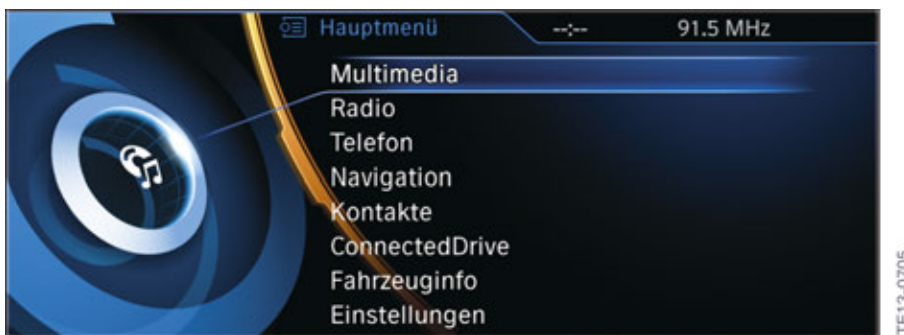 Hauptmenü --:-- 91.5 MHz
Multimedia
Radio
Telefon
Navigation
Kontakte
ConnectedDrive
Fahrzeuginfo
Einstellungen
TE13-0705